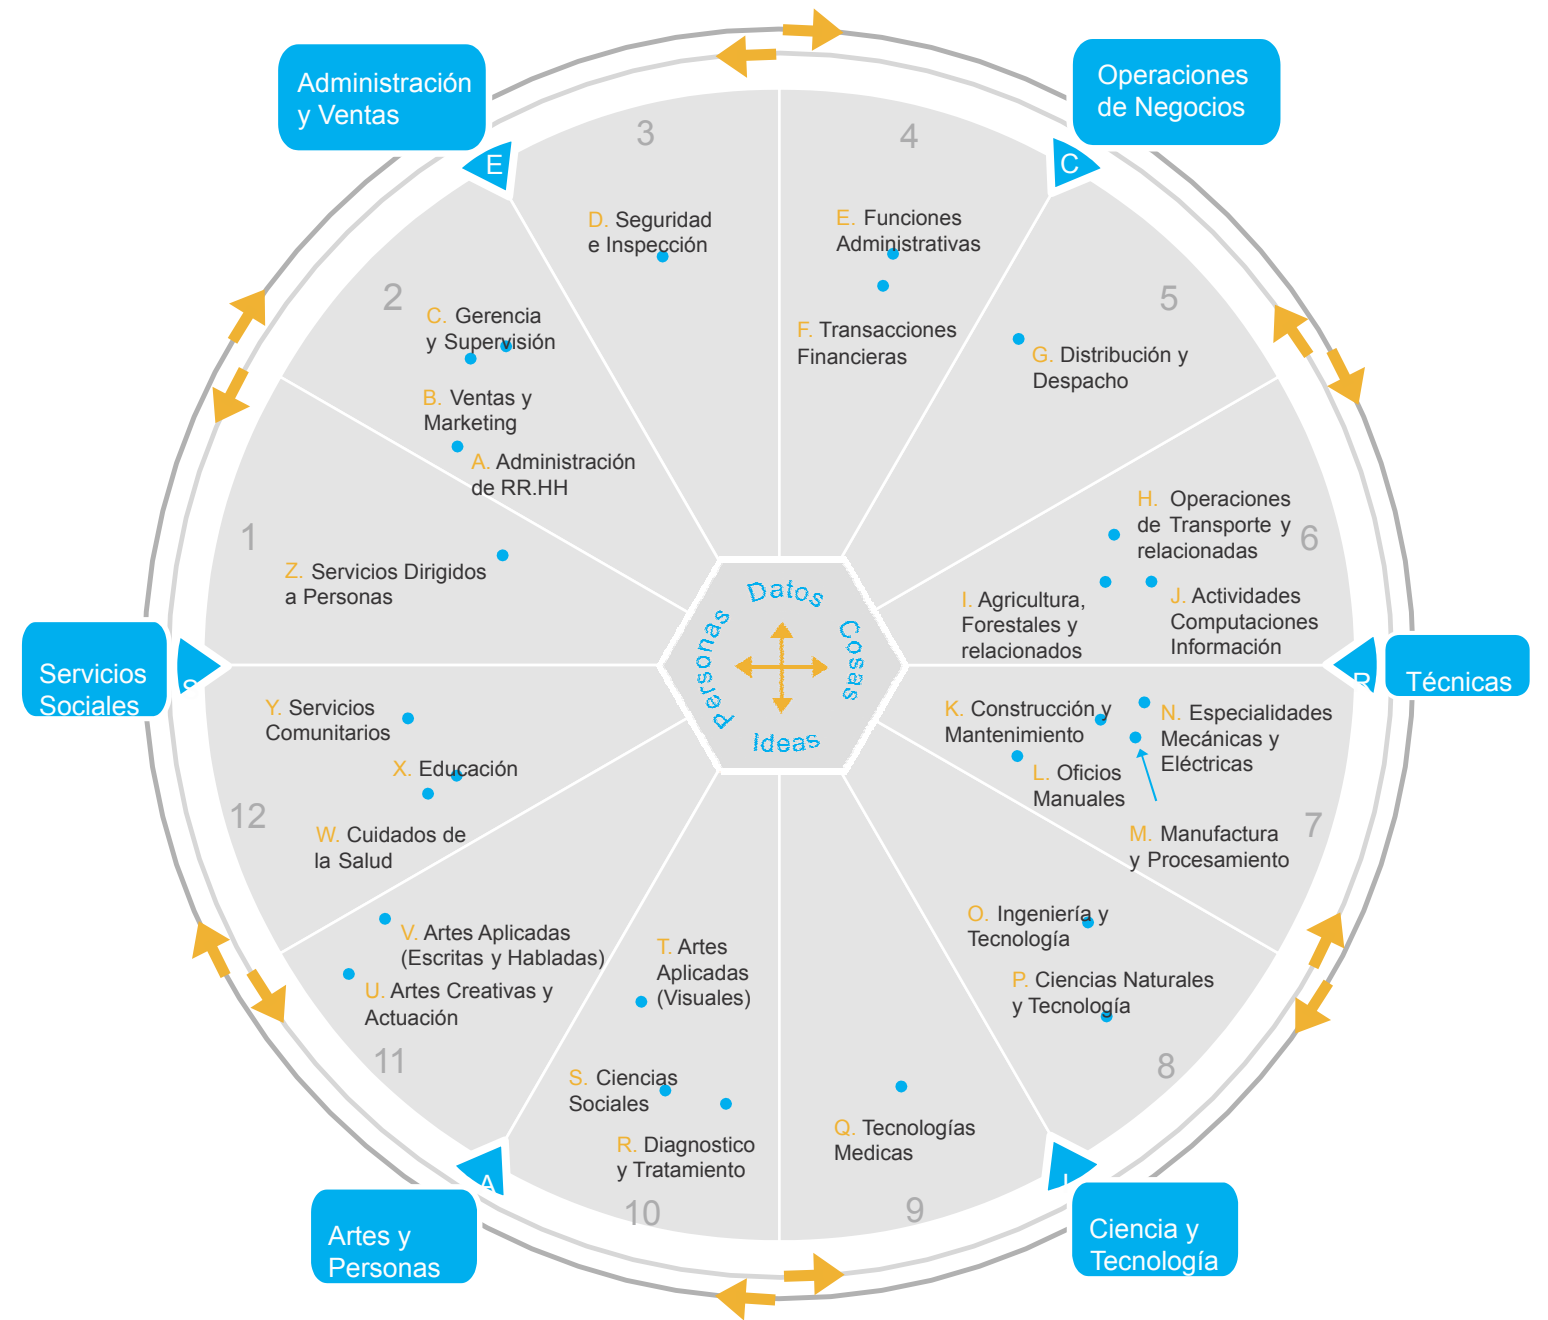 Administración
y Ventas
Operaciones
de Negocios
3
4
E
C
D. Seguridad
e Inspección
E. Funciones
Administrativas
2
5
C. Gerencia
y Supervisión
F. Transacciones
Financieras
G. Distribución y
Despacho
B. Ventas y
Marketing
A. Administración
de RR.HH
1
6
H. Operaciones
de Transporte y
relacionadas
Z. Servicios Dirigidos
a Personas
I. Agricultura,
Forestales y
relacionados
J. Actividades
Computaciones
Información
Datos
Personas
Cosas
Ideas
Servicios
Sociales
S
R
Técnicas
Y. Servicios
Comunitarios
K. Construcción y
Mantenimiento
N. Especialidades
Mecánicas y
Eléctricas
X. Educación
L. Oficios
Manuales
12
7
W. Cuidados de
la Salud
M. Manufactura
y Procesamiento
V. Artes Aplicadas
(Escritas y Habladas)
T. Artes
Aplicadas
(Visuales)
O. Ingeniería y
Tecnología
U. Artes Creativas y
Actuación
P. Ciencias Naturales
y Tecnología
11
8
S. Ciencias
Sociales
R. Diagnostico
y Tratamiento
Q. Tecnologías
Medicas
A
I
10
9
Artes y
Personas
Ciencia y
Tecnología